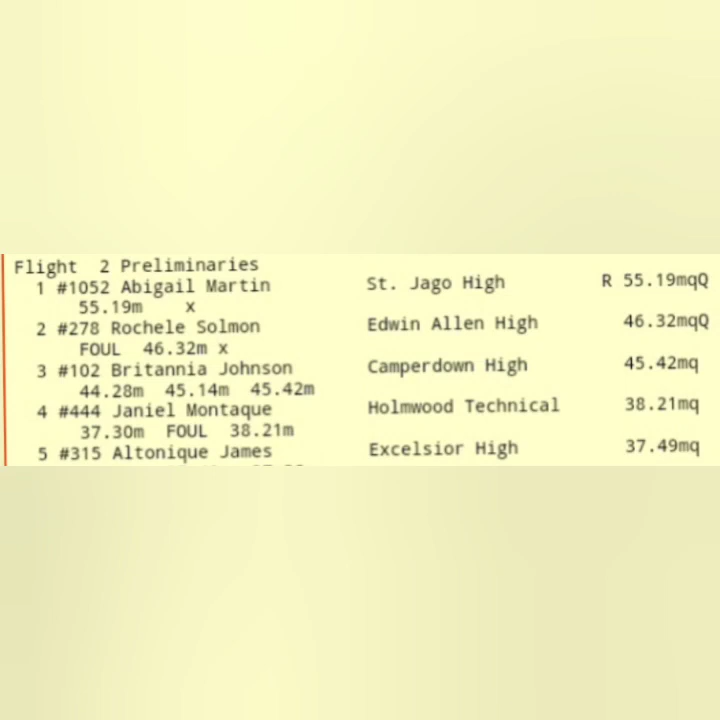 Flight 2 Preliminaries
1 #1052 Abigail Martin St. Jago High R 55.19mqQ
55.19m x
2 #278 Rochele Solmon Edwin Allen High 46.32mqQ
FOUL 46.32m x
3 #102 Britannia Johnson Camperdown High 45.42mq
44.28m 45.14m 45.42m
4 #444 Janiel Montaque Holmwood Technical 38.21mq
37.30m FOUL 38.21m
5 #315 Altonique James Excelsior High 37.49mq